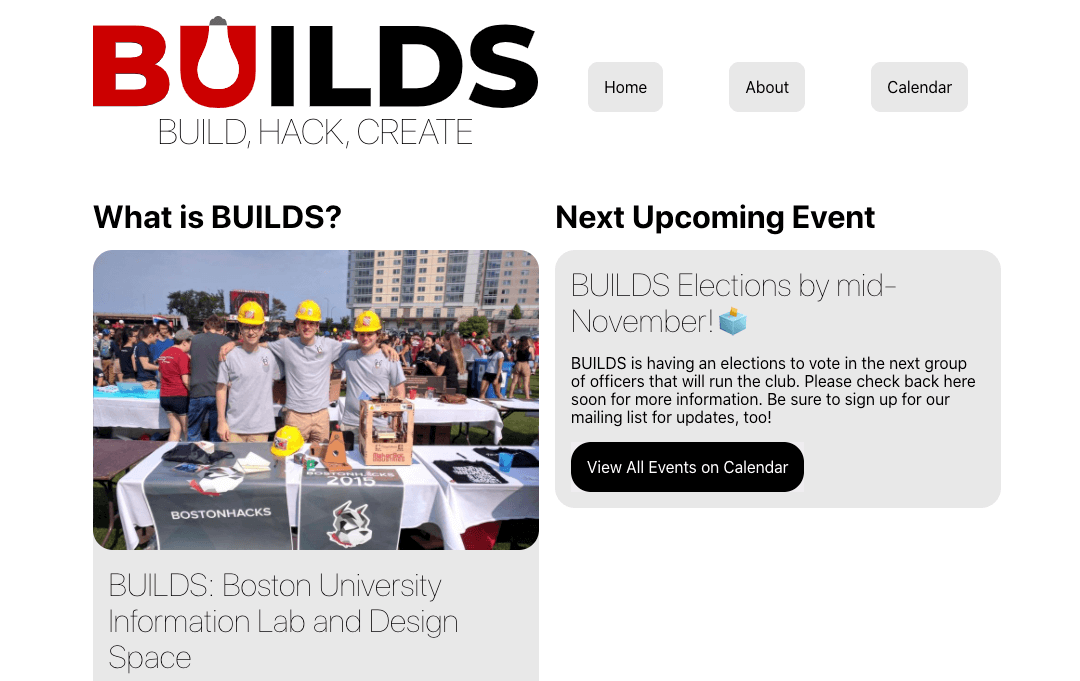 BUILDS
BUILD, HACK, CREATE
Home
About
Calendar
What is BUILDS?
BOSTONHACKS
BOSTONHACKS
2015
BUILDS: Boston University
Information Lab and Design
Space
Next Upcoming Event
BUILDS Elections by mid-
November!
BUILDS is having an elections to vote in the next group
of officers that will run the club. Please check back here
soon for more information. Be sure to sign up for our
mailing list for updates, too!
View All Events on Calendar